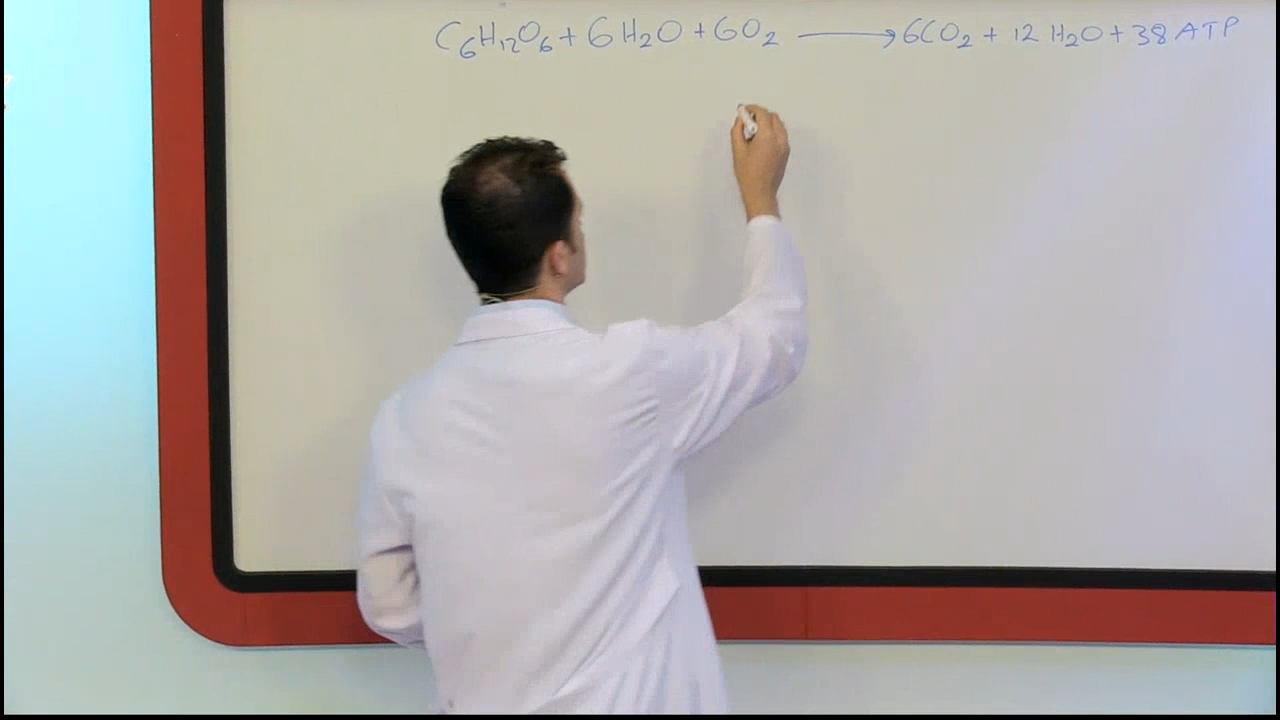 C₆H₁₂O₆ + 6H₂O + 6O₂ ⟶ 6CO₂ + 12 H₂O + 38 ATP